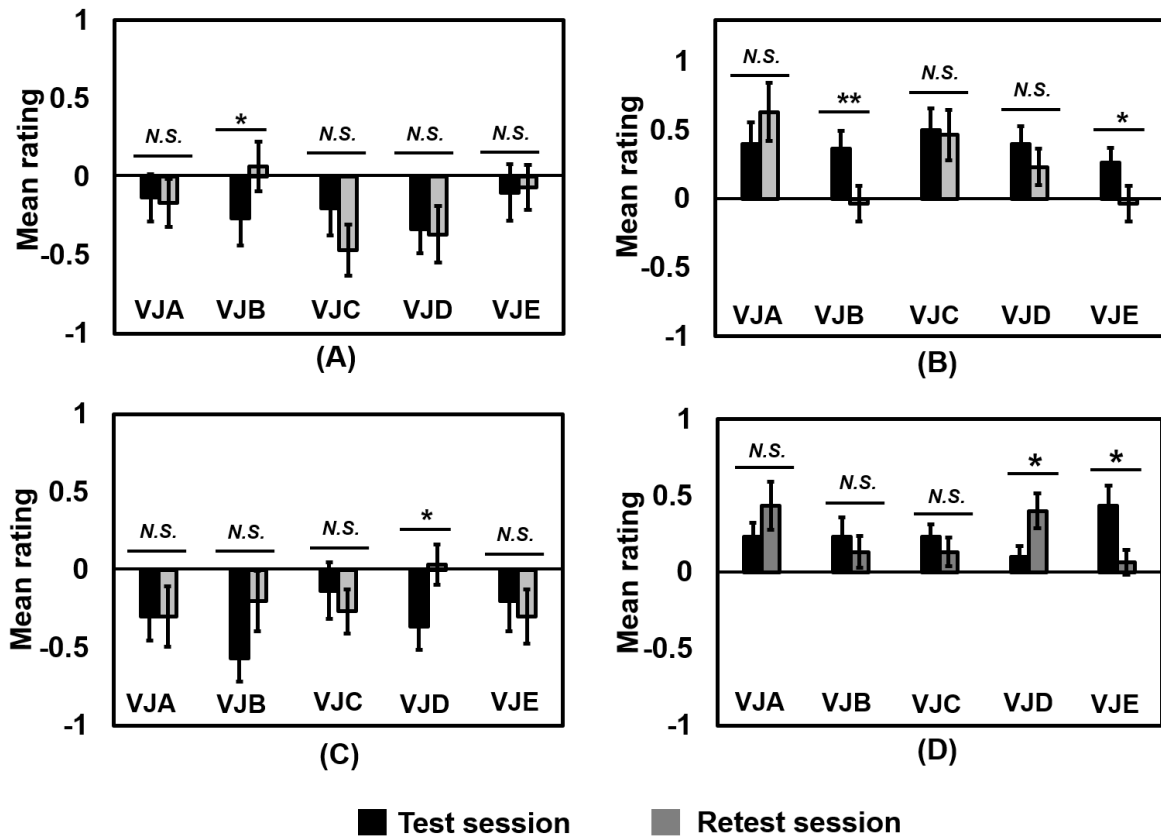 1
0.5
0
-0.5
-1
Mean rating
N.S.
*
N.S.
N.S.
N.S.
VJA
VJB
VJC
VJD
VJE
(A)
1
0.5
0
-0.5
-1
Mean rating
N.S.
**
N.S.
N.S.
*
VJA
VJB
VJC
VJD
VJE
(B)
1
0.5
0
-0.5
-1
Mean rating
N.S.
N.S.
N.S.
*
N.S.
VJA
VJB
VJC
VJD
VJE
(C)
1
0.5
0
-0.5
-1
Mean rating
N.S.
N.S.
N.S.
*
*
VJA
VJB
VJC
VJD
VJE
(D)
Test session
Retest session